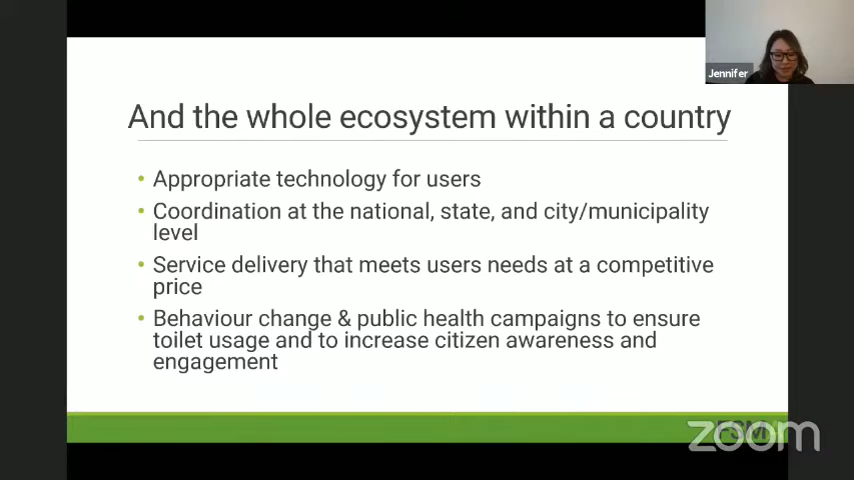 Jennifer
And the whole ecosystem within a country
• Appropriate technology for users
• Coordination at the national, state, and city/municipality
level
• Service delivery that meets users needs at a competitive
price
• Behaviour change & public health campaigns to ensure
toilet usage and to increase citizen awareness and
engagement
zoom